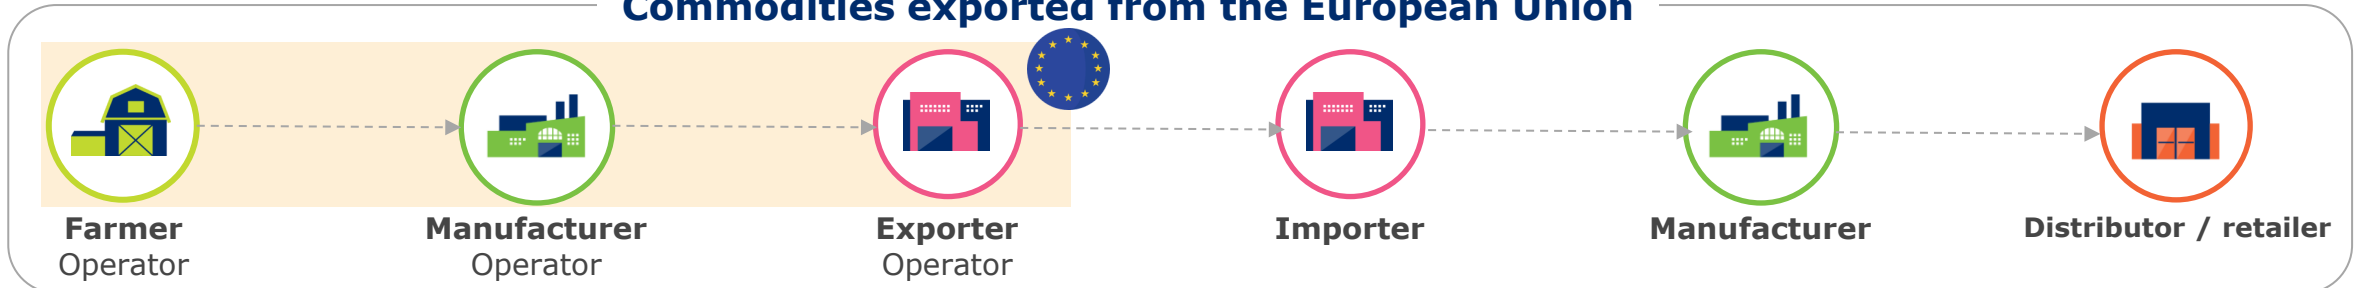 Commodities exported from the European Union
Farmer
Operator
Manufacturer
Operator
Exporter
Operator
Importer
Manufacturer
Distributor / retailer